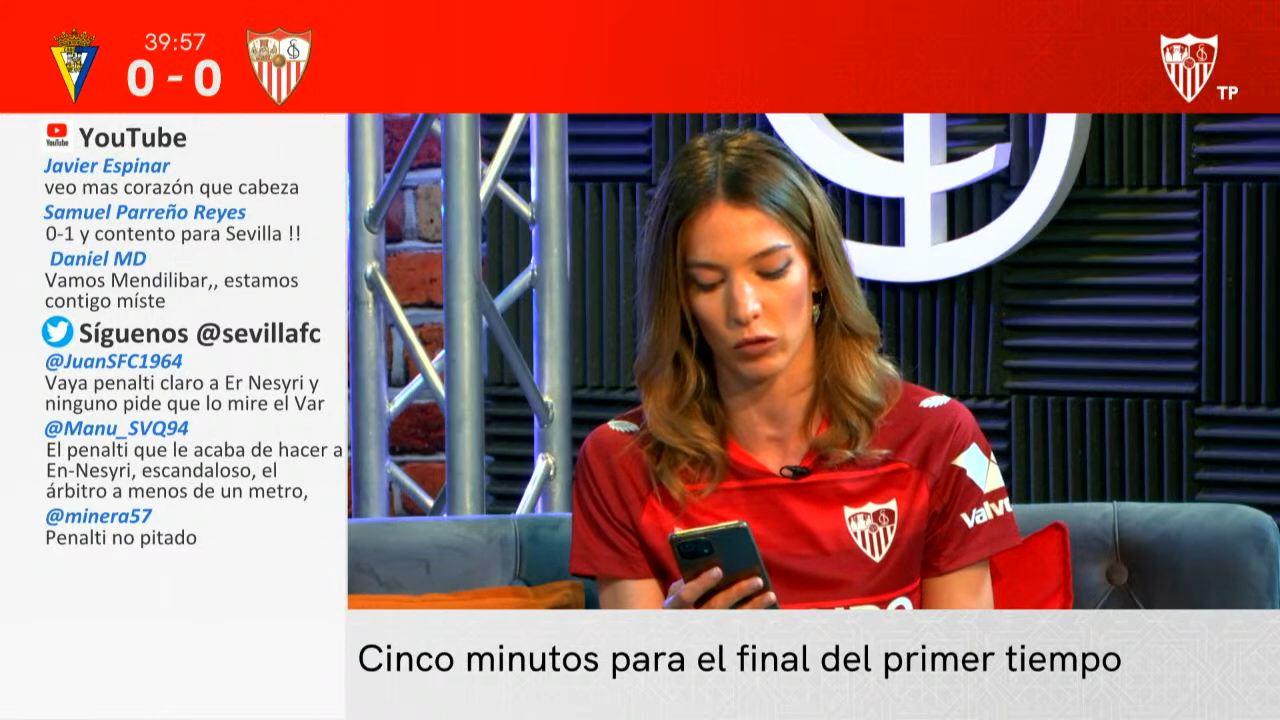 39:57
0 - 0
TP
YouTube
YouTube
Javier Espinar
veo mas corazón que cabeza
Samuel Parreño Reyes
0-1 y contento para Sevilla !!
Daniel MD
Vamos Mendilibar,, estamos
contigo míste
Síguenos @sevillafc
@JuanSFC1964
Vaya penalti claro a Er Nesyri y
ninguno pide que lo mire el Var
@Manu_SVQ94
El penalti que le acaba de hacer a
En-Nesyri, escandaloso, el
árbitro a menos de un metro,
@minera57
Penalti no pitado
Valve
Cinco minutos para el final del primer tiempo